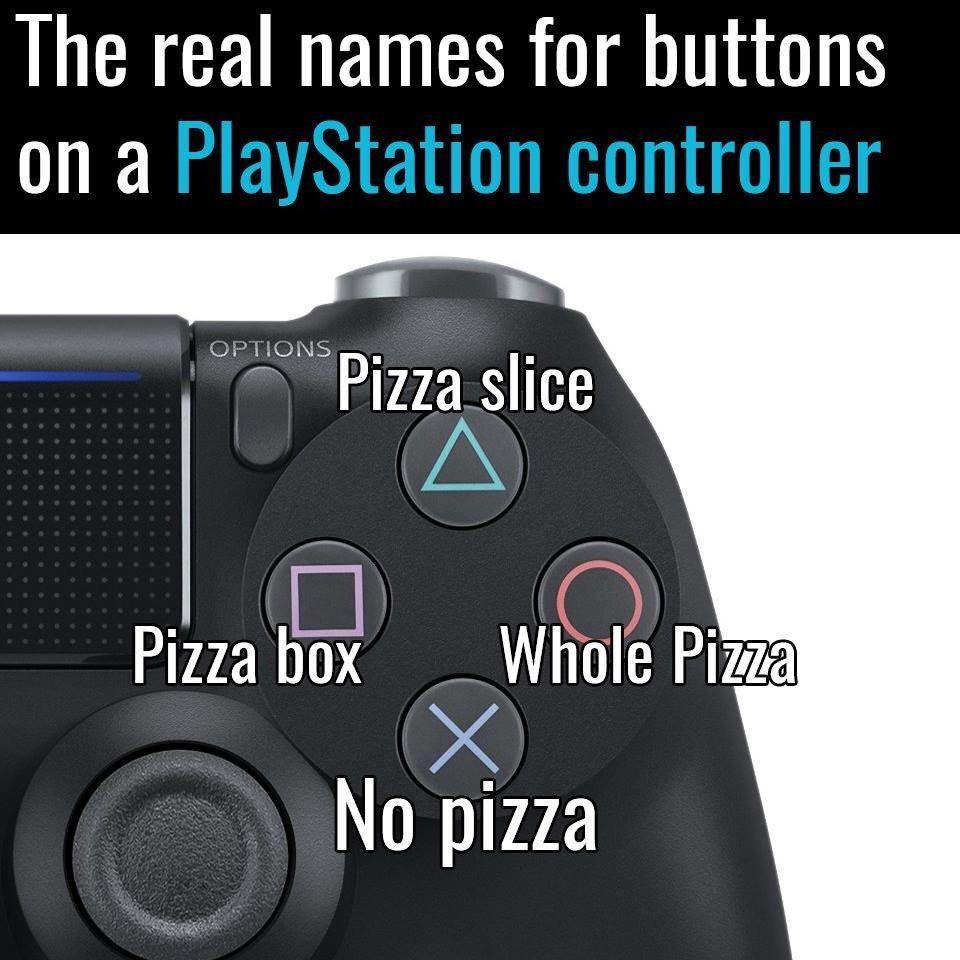 The real names for buttons
on a PlayStation controller
OPTIONS
Pizza slice
Pizza box
Whole Pizza
No pizza